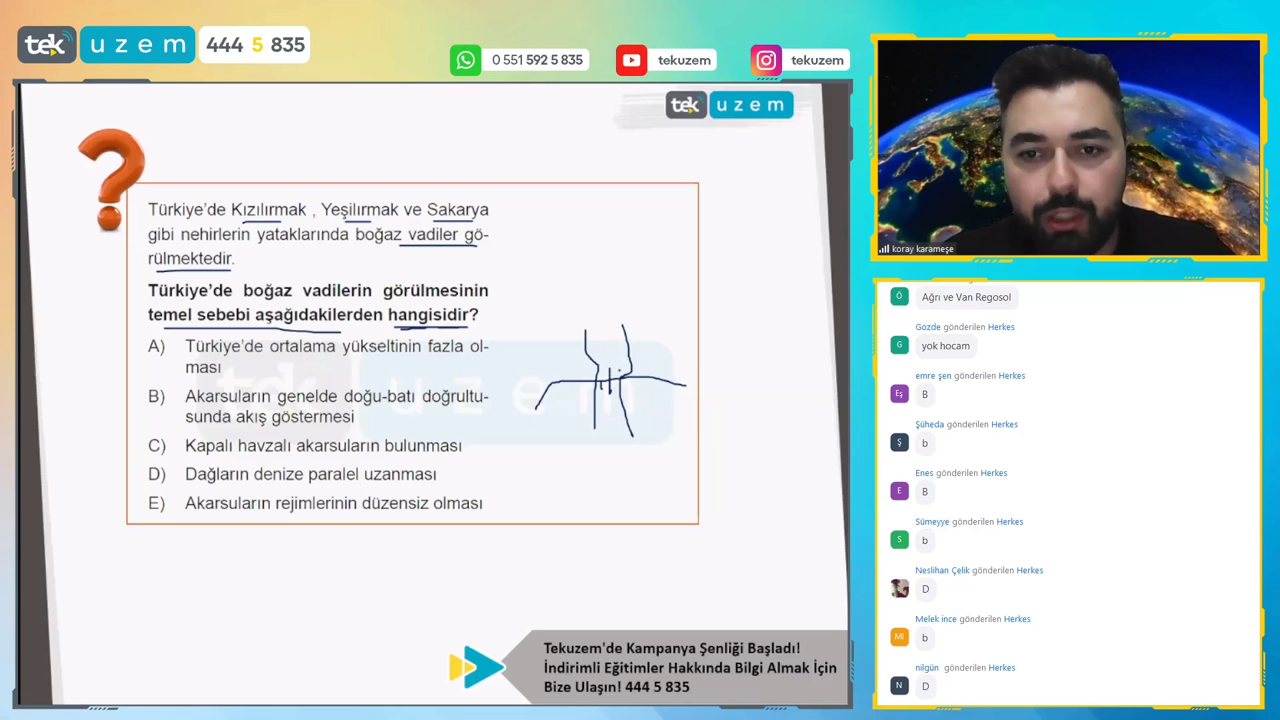 tek uzem 444 5 835
0 551 592 5 835
tekuzem
tekuzem
tek uzem
Türkiye'de Kızılırmak , Yeşilırmak ve Sakarya
gibi nehirlerin yataklarında boğaz vadiler gö-
rülmektedir.
Türkiye'de boğaz vadilerin görülmesinin
temel sebebi aşağıdakilerden hangisidir?
A) Türkiye'de ortalama yükseltinin fazla ol-
ması
B) Akarsuların genelde doğu-batı doğrultu-
sunda akış göstermesi
C) Kapalı havzalı akarsuların bulunması
D) Dağların denize paralel uzanması
E) Akarsuların rejimlerinin düzensiz olması
tek uzem
Tekuzem'de Kampanya Şenliği Başladı!
İndirimli Eğitimler Hakkında Bilgi Almak İçin
Bize Ulaşın! 444 5 835
koray karameşe
Ö
Ağrı ve Van Regosol
Gozde gönderilen Herkes
G
yok hocam
emre şen gönderilen Herkes
EŞ
B
Şüheda gönderilen Herkes
Ş
b
Enes gönderilen Herkes
E
B
Sümeyye gönderilen Herkes
S
b
Neslihan Çelik gönderilen Herkes
D
Melek ince gönderilen Herkes
Mİ
b
nilgün gönderilen Herkes
N
D